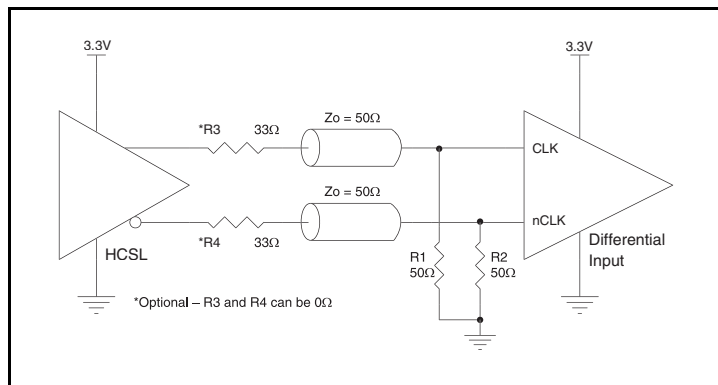 3.3V
3.3V
*R3 33Ω
Zo = 50Ω
CLK
Zo = 50Ω
nCLK
*R4 33Ω
HCSL
R1
50Ω
R2
50Ω
Differential
Input
*Optional – R3 and R4 can be 0Ω